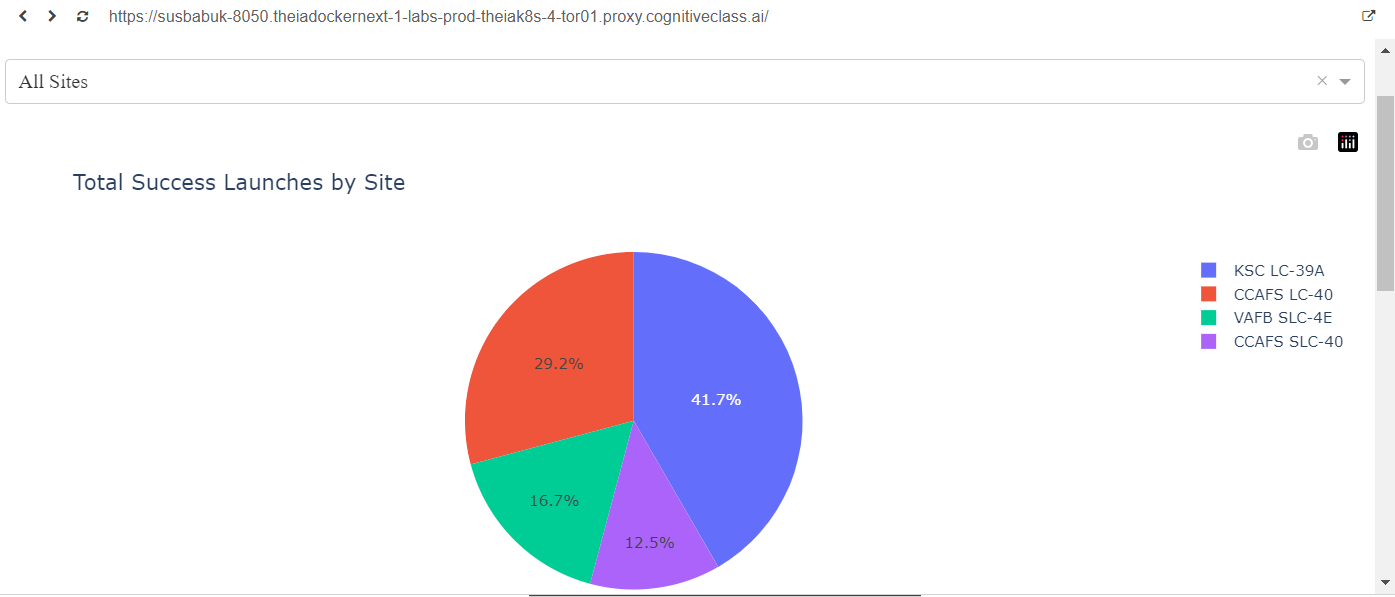 https://susbabuk-8050.theiadockernext-1-labs-prod-theiak8s-4-tor01.proxy.cognitiveclass.ai/
All Sites
Total Success Launches by Site
KSC LC-39A
CCAFS LC-40
VAFB SLC-4E
CCAFS SLC-40
29.2%
41.7%
16.7%
12.5%